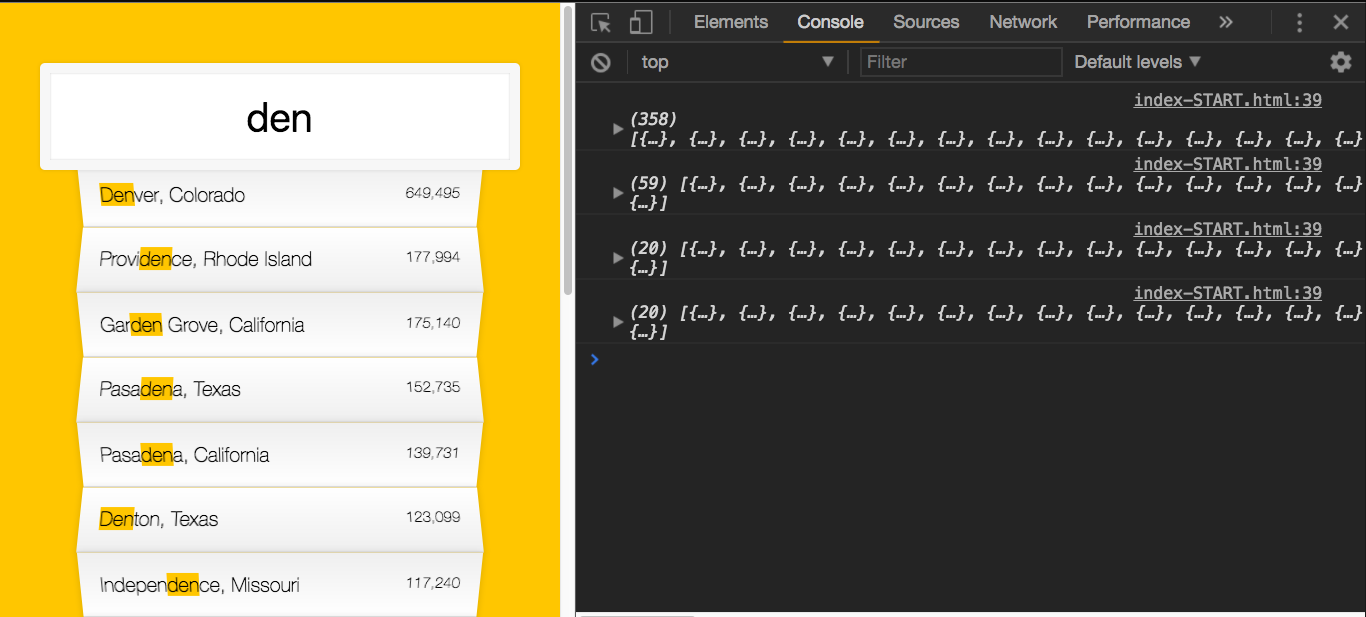 den
Denver, Colorado 649,495
Providence, Rhode Island 177,994
Garden Grove, California 175,140
Pasadena, Texas 152,735
Pasadena, California 139,731
Denton, Texas 123,099
Independence, Missouri 117,240
Elements Console Sources Network Performance »
top ▼ Filter Default levels ▼
index-START.html:39
(358)
[{…}, {…}, {…}, {…}, {…}, {…}, {…}, {…}, {…}, {…}, {…}, {…}, {…}, {…}, {…}
index-START.html:39
(59) [{…}, {…}, {…}, {…}, {…}, {…}, {…}, {…}, {…}, {…}, {…}, {…}, {…}, {…}
{…}]
index-START.html:39
(20) [{…}, {…}, {…}, {…}, {…}, {…}, {…}, {…}, {…}, {…}, {…}, {…}, {…}, {…}
{…}]
index-START.html:39
(20) [{…}, {…}, {…}, {…}, {…}, {…}, {…}, {…}, {…}, {…}, {…}, {…}, {…}, {…}
{…}]